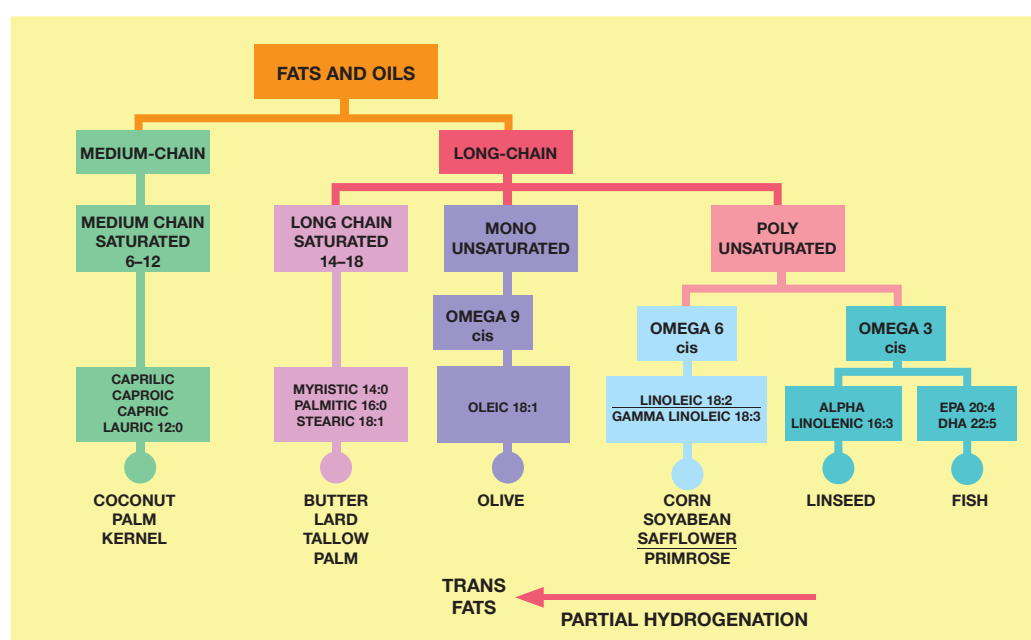 FATS AND OILS
MEDIUM-CHAIN
LONG-CHAIN
MEDIUM CHAIN
SATURATED
6–12
LONG CHAIN
SATURATED
14–18
MONO
UNSATURATED
POLY
UNSATURATED
OMEGA 9
cis
OMEGA 6
cis
OMEGA 3
cis
CAPRILIC
CAPROIC
CAPRIC
LAURIC 12:0
MYRISTIC 14:0
PALMITIC 16:0
STEARIC 18:1
OLEIC 18:1
LINOLEIC 18:2
GAMMA LINOLEIC 18:3
ALPHA
LINOLENIC 16:3
EPA 20:4
DHA 22:5
COCONUT
PALM
KERNEL
BUTTER
LARD
TALLOW
PALM
OLIVE
CORN
SOYABEAN
SAFFLOWER
PRIMROSE
LINSEED
FISH
TRANS
FATS
PARTIAL HYDROGENATION